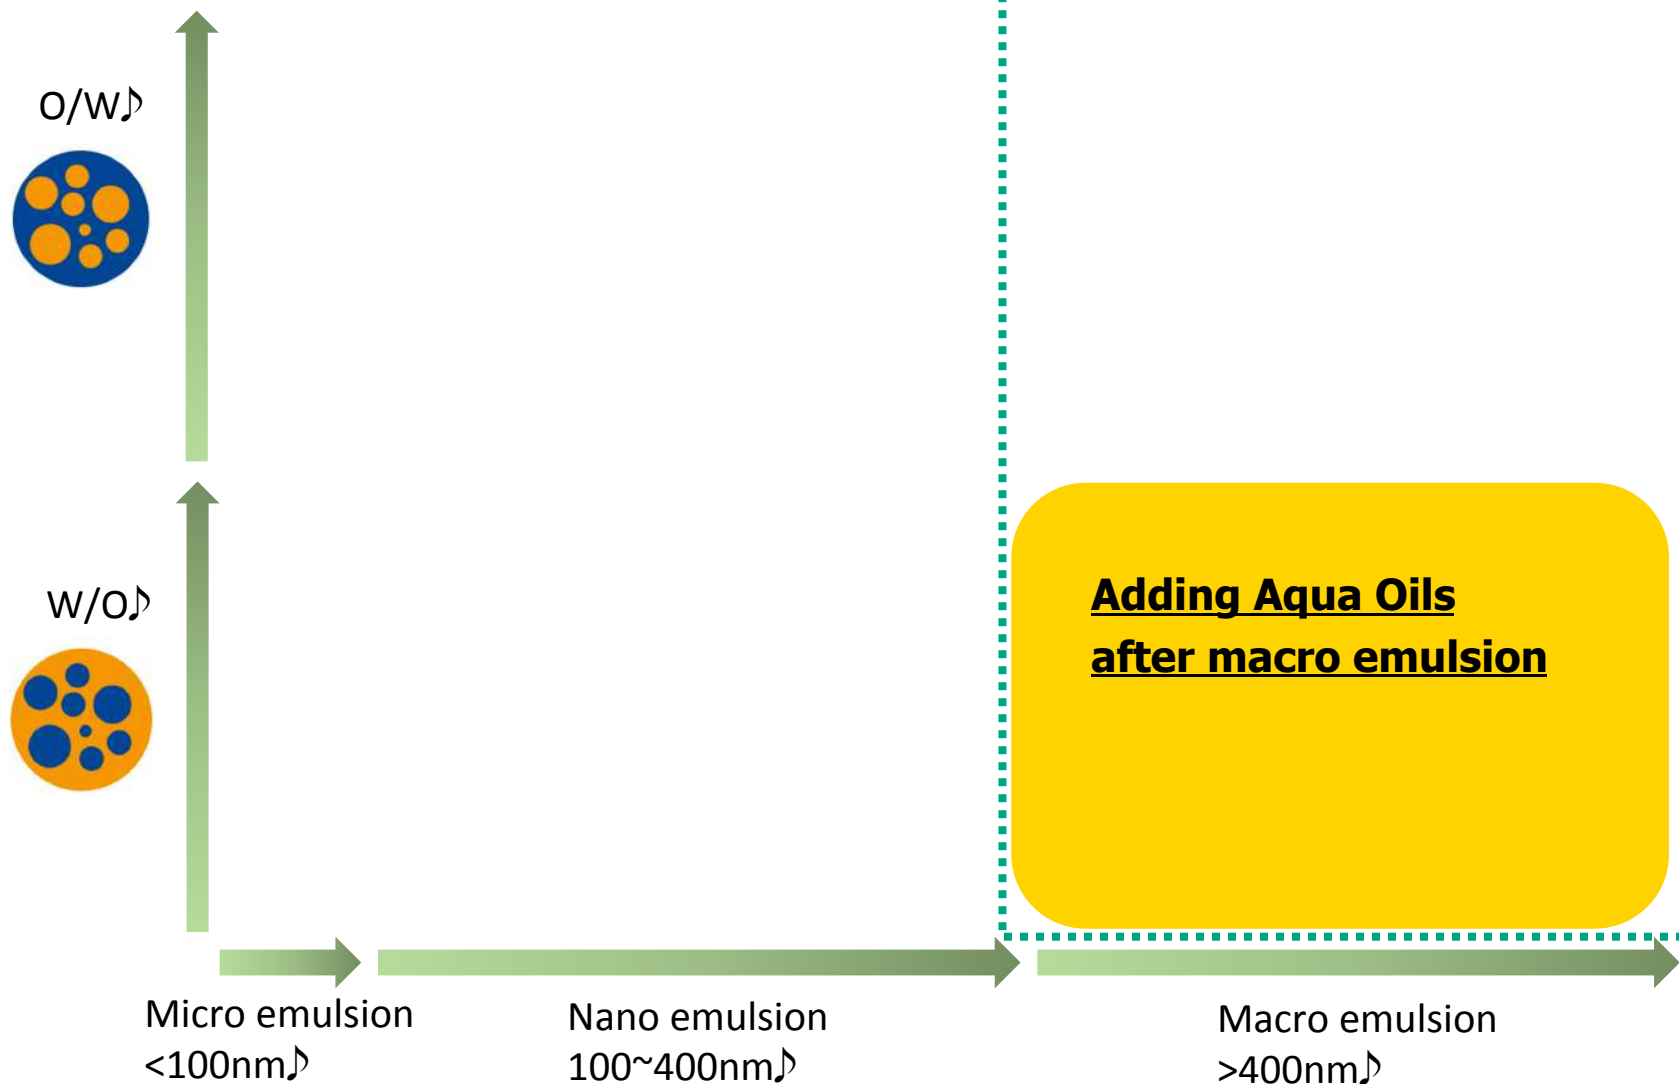 O/W♪
W/O♪
Adding Aqua Oils
after macro emulsion
Micro emulsion
<100nm♪
Nano emulsion
100~400nm♪
Macro emulsion
>400nm♪